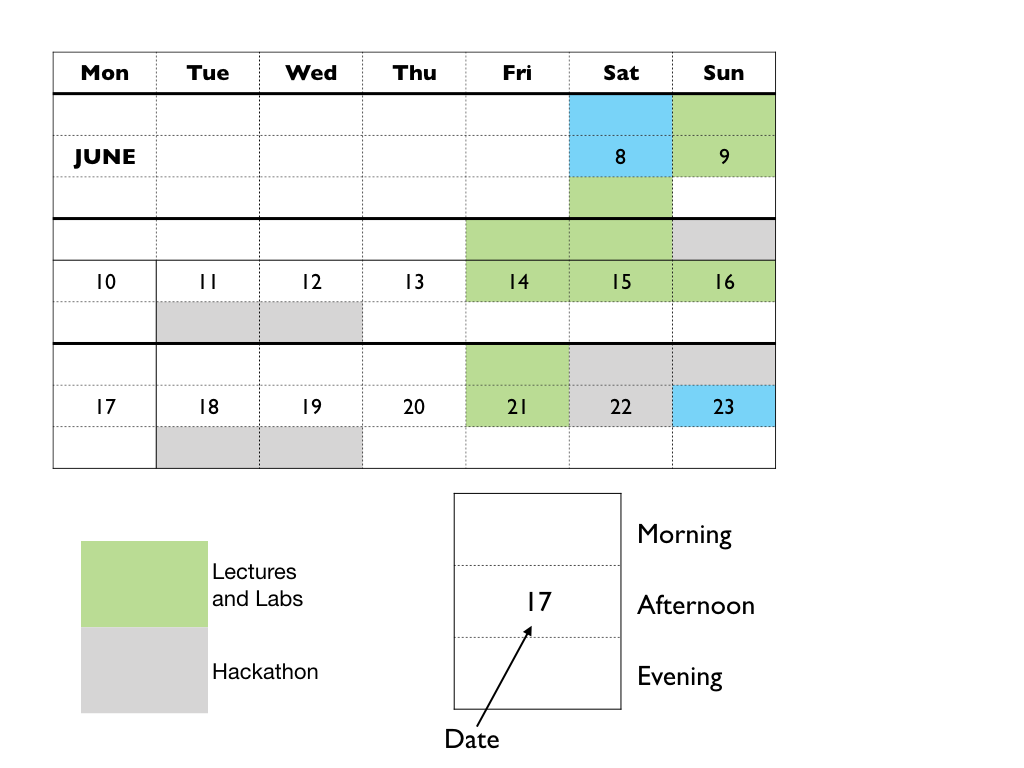 Mon Tue Wed Thu Fri Sat Sun
JUNE 8 9
10 11 12 13 14 15 16
17 18 19 20 21 22 23
Lectures
and Labs
Hackathon
Morning
17 Afternoon
Evening
Date